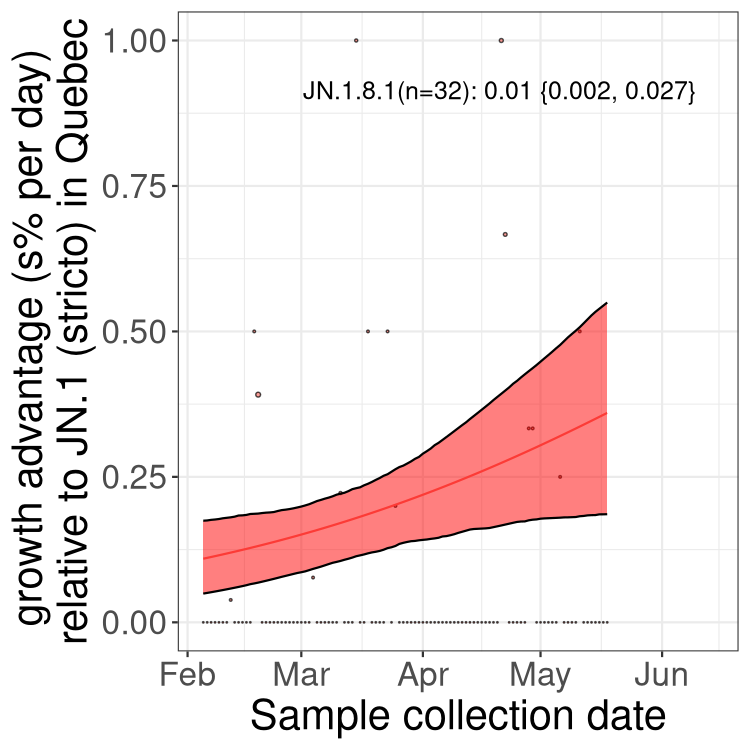 growth advantage (s% per day)
relative to JN.1 (stricto) in Quebec
1.00
0.75
0.50
0.25
0.00
JN.1.8.1(n=32): 0.01 {0.002, 0.027}
Feb Mar Apr May Jun
Sample collection date